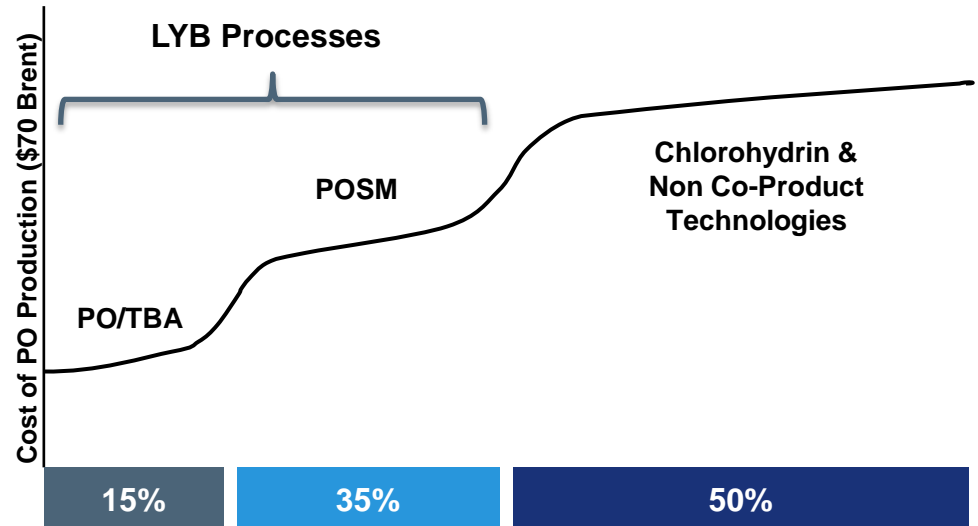 LYB Processes
Cost of PO Production ($70 Brent)
Chlorohydrin &
Non Co-Product
Technologies
POSM
PO/TBA
15%
35%
50%